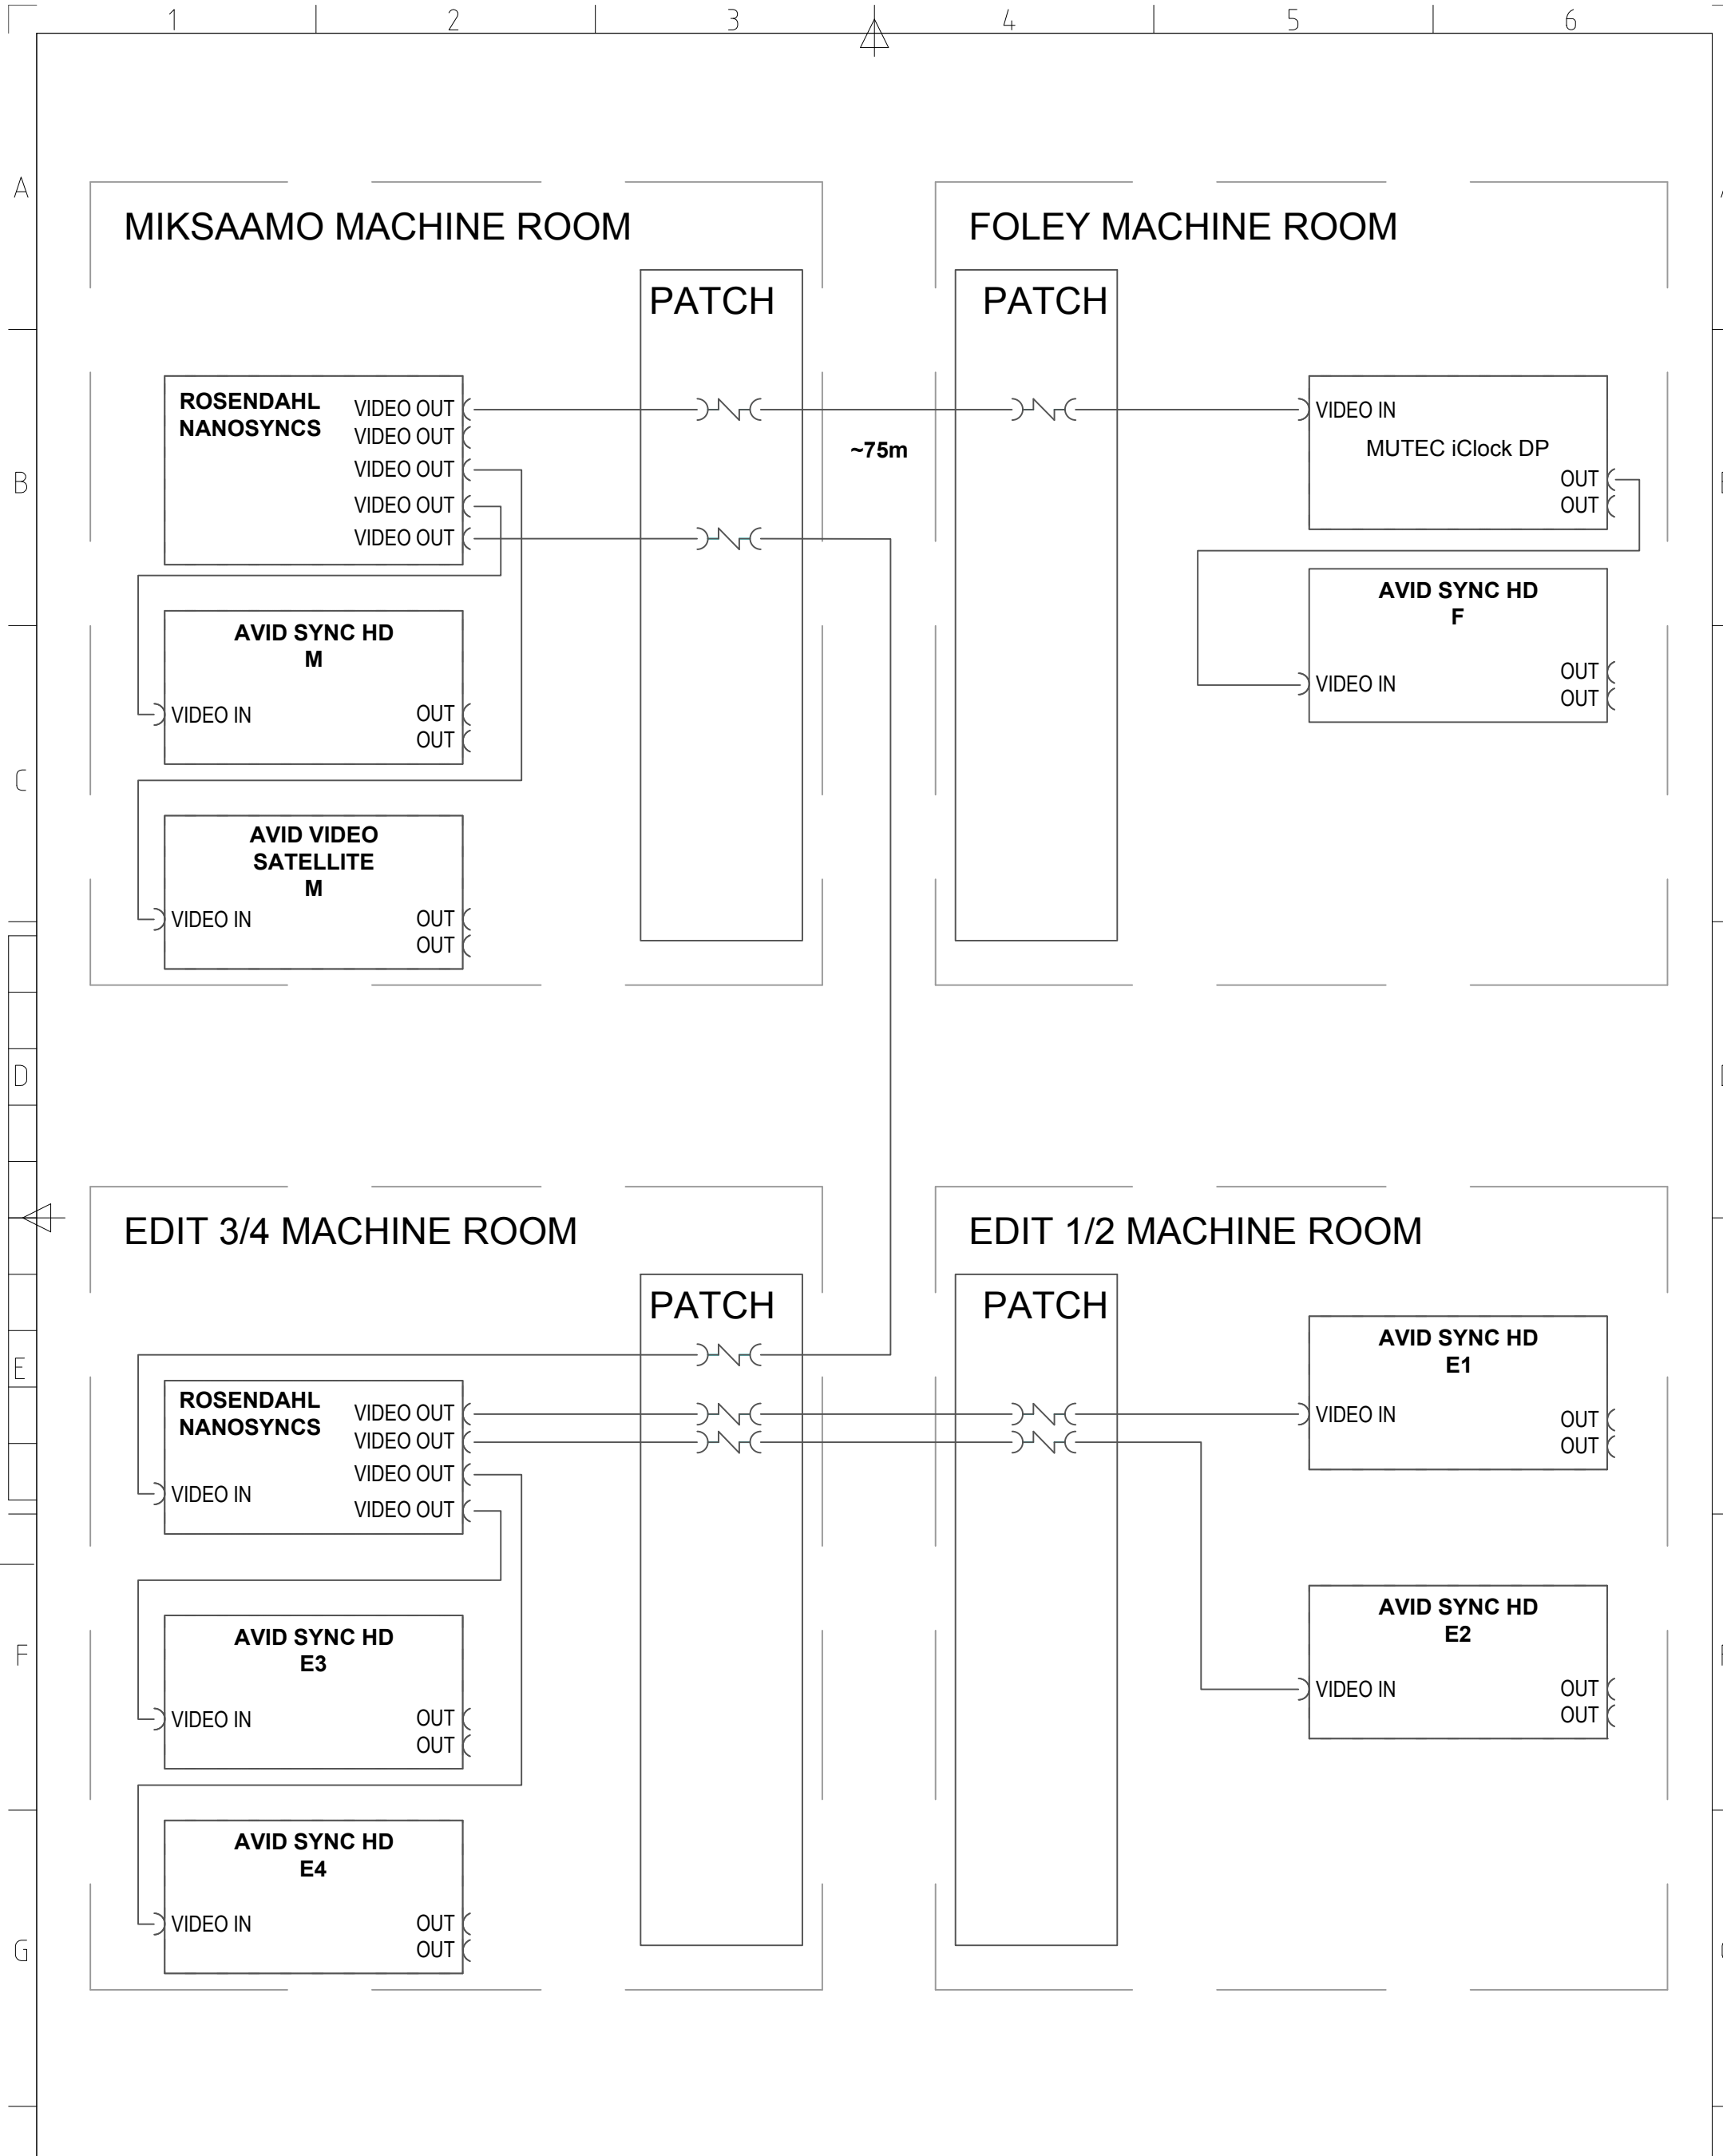 1 2 3 4 5 6
A
B
C
D
E
F
G
MIKSAAMO MACHINE ROOM
PATCH
ROSENDAHL
NANOSYNCS
VIDEO OUT
VIDEO OUT
VIDEO OUT
VIDEO OUT
VIDEO OUT
AVID SYNC HD
M
VIDEO IN
OUT
OUT
AVID VIDEO
SATELLITE
M
VIDEO IN
OUT
OUT
~75m
FOLEY MACHINE ROOM
PATCH
VIDEO IN
MUTEC iClock DP
OUT
OUT
AVID SYNC HD
F
VIDEO IN
OUT
OUT
EDIT 3/4 MACHINE ROOM
PATCH
ROSENDAHL
NANOSYNCS
VIDEO OUT
VIDEO OUT
VIDEO OUT
VIDEO OUT
VIDEO IN
AVID SYNC HD
E3
VIDEO IN
OUT
OUT
AVID SYNC HD
E4
VIDEO IN
OUT
OUT
EDIT 1/2 MACHINE ROOM
PATCH
AVID SYNC HD
E1
VIDEO IN
OUT
OUT
AVID SYNC HD
E2
VIDEO IN
OUT
OUT